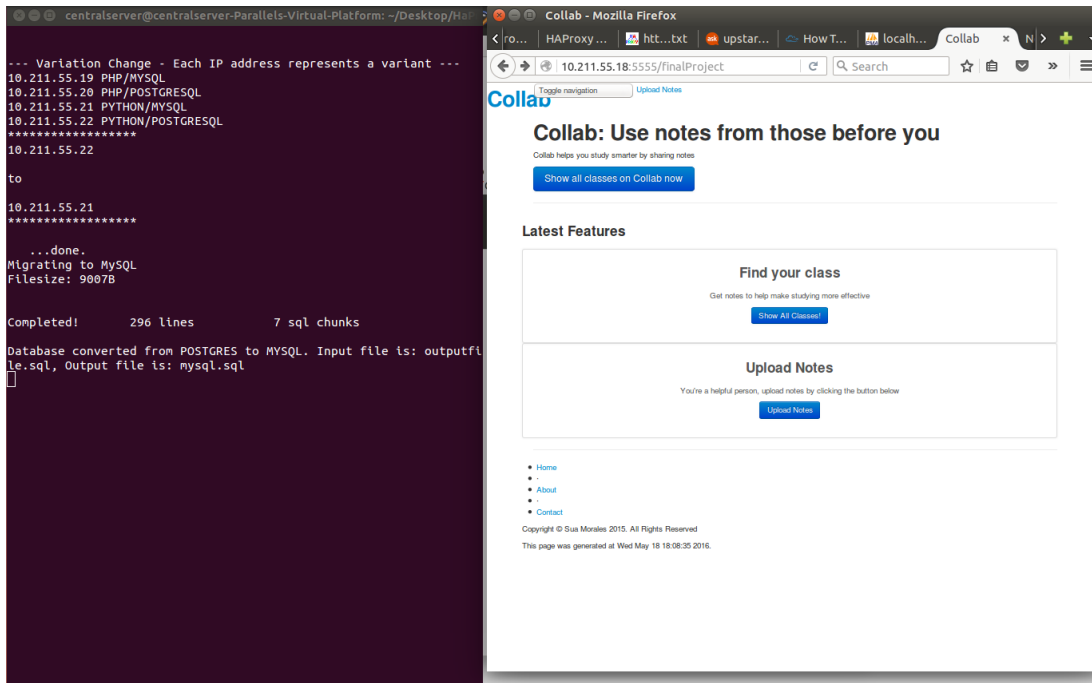 centralserver@centralserver-Parallels-Virtual-Platform: ~/Desktop/HaP
--- Variation Change - Each IP address represents a variant ---
10.211.55.19 PHP/MYSQL
10.211.55.20 PHP/POSTGRESQL
10.211.55.21 PYTHON/MYSQL
10.211.55.22 PYTHON/POSTGRESQL
******************
10.211.55.22
to
10.211.55.21
******************
...done.
Migrating to MySQL
Filesize: 9007B
Completed! 296 lines 7 sql chunks
Database converted from POSTGRES to MYSQL. Input file is: outputfi
le.sql, Output file is: mysql.sql
Collab - Mozilla Firefox
ro... HAProxy ... htt...txt upstar... How T... localh... Collab × N
10.211.55.18:5555/finalProject Search
Collab Toggle navigation Upload Notes
Collab: Use notes from those before you
Collab helps you study smarter by sharing notes
Show all classes on Collab now
Latest Features
Find your class
Get notes to help make studying more effective
Show All Classes!
Upload Notes
You're a helpful person, upload notes by clicking the button below
Upload Notes
• Home
• ·
• About
• ·
• Contact
Copyright © Sua Morales 2015. All Rights Reserved
This page was generated at Wed May 18 18:08:35 2016.